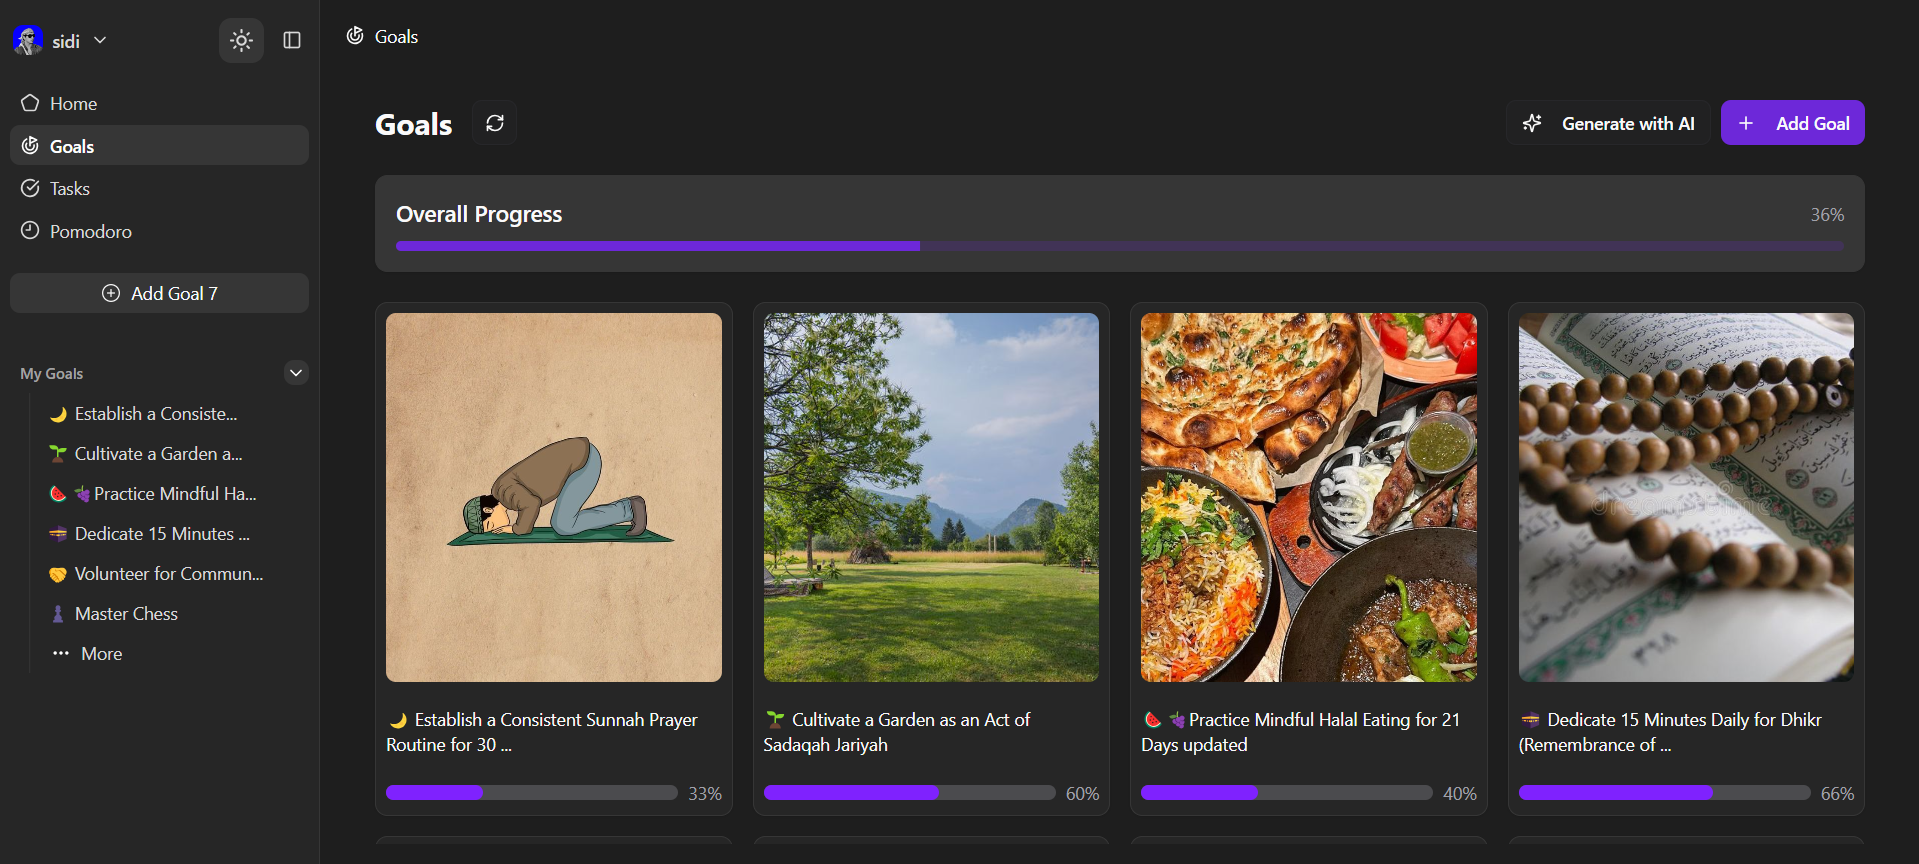 sidi
Home
Goals
Tasks
Pomodoro
Add Goal 7
My Goals
🌙 Establish a Consiste...
🌱 Cultivate a Garden a...
🍉 🍇Practice Mindful Ha...
Dedicate 15 Minutes ...
Volunteer for Commun...
Master Chess
More
Goals
Goals
Generate with AI
Add Goal
Overall Progress
36%
🌙 Establish a Consistent Sunnah Prayer
Routine for 30 ...
33%
🌱 Cultivate a Garden as an Act of
Sadaqah Jariyah
60%
🍉 🍇Practice Mindful Halal Eating for 21
Days updated
40%
Dedicate 15 Minutes Daily for Dhikr
(Remembrance of ...
66%